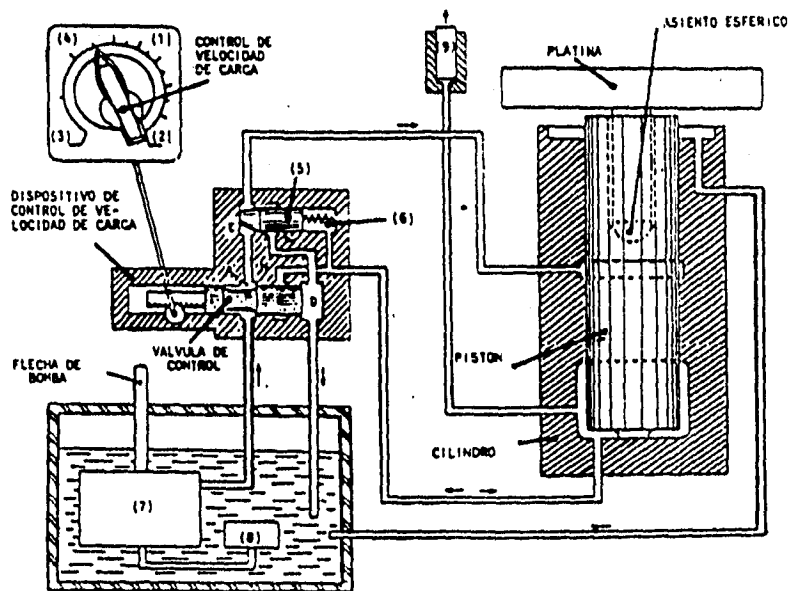 (4)
(1)
(3)
(2)
CONTROL DE
VELOCIDAD
DE CARGA
DISPOSITIVO DE
CONTROL DE VE-
LOCIDAD DE CARGA
(5)
(6)
C
D
VALVULA DE
CONTROL
FLECHA DE
BOMBA
(7)
(8)
(9)
ASIENTO ESFERICO
PLATINA
PISTON
CILINDRO